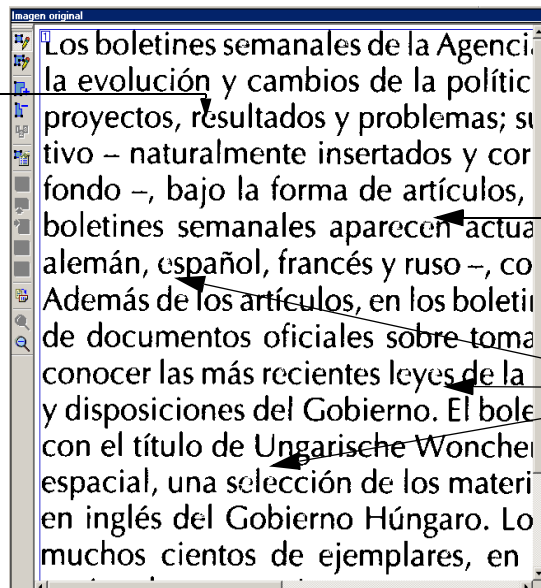 Imagen original
1
Los boletines semanales de la Agenci
la evolución y cambios de la polític
proyectos, resultados y problemas; su
tivo – naturalmente insertados y cor
fondo –, bajo la forma de artículos,
boletines semanales aparecen actua
alemán, español, francés y ruso –, co
Además de los artículos, en los boleti
de documentos oficiales sobre toma
conocer las más recientes leyes de la
y disposiciones del Gobierno. El bole
con el título de Ungarische Wonche
espacial, una selección de los materi
en inglés del Gobierno Húngaro. Lo
muchos cientos de ejemplares, en